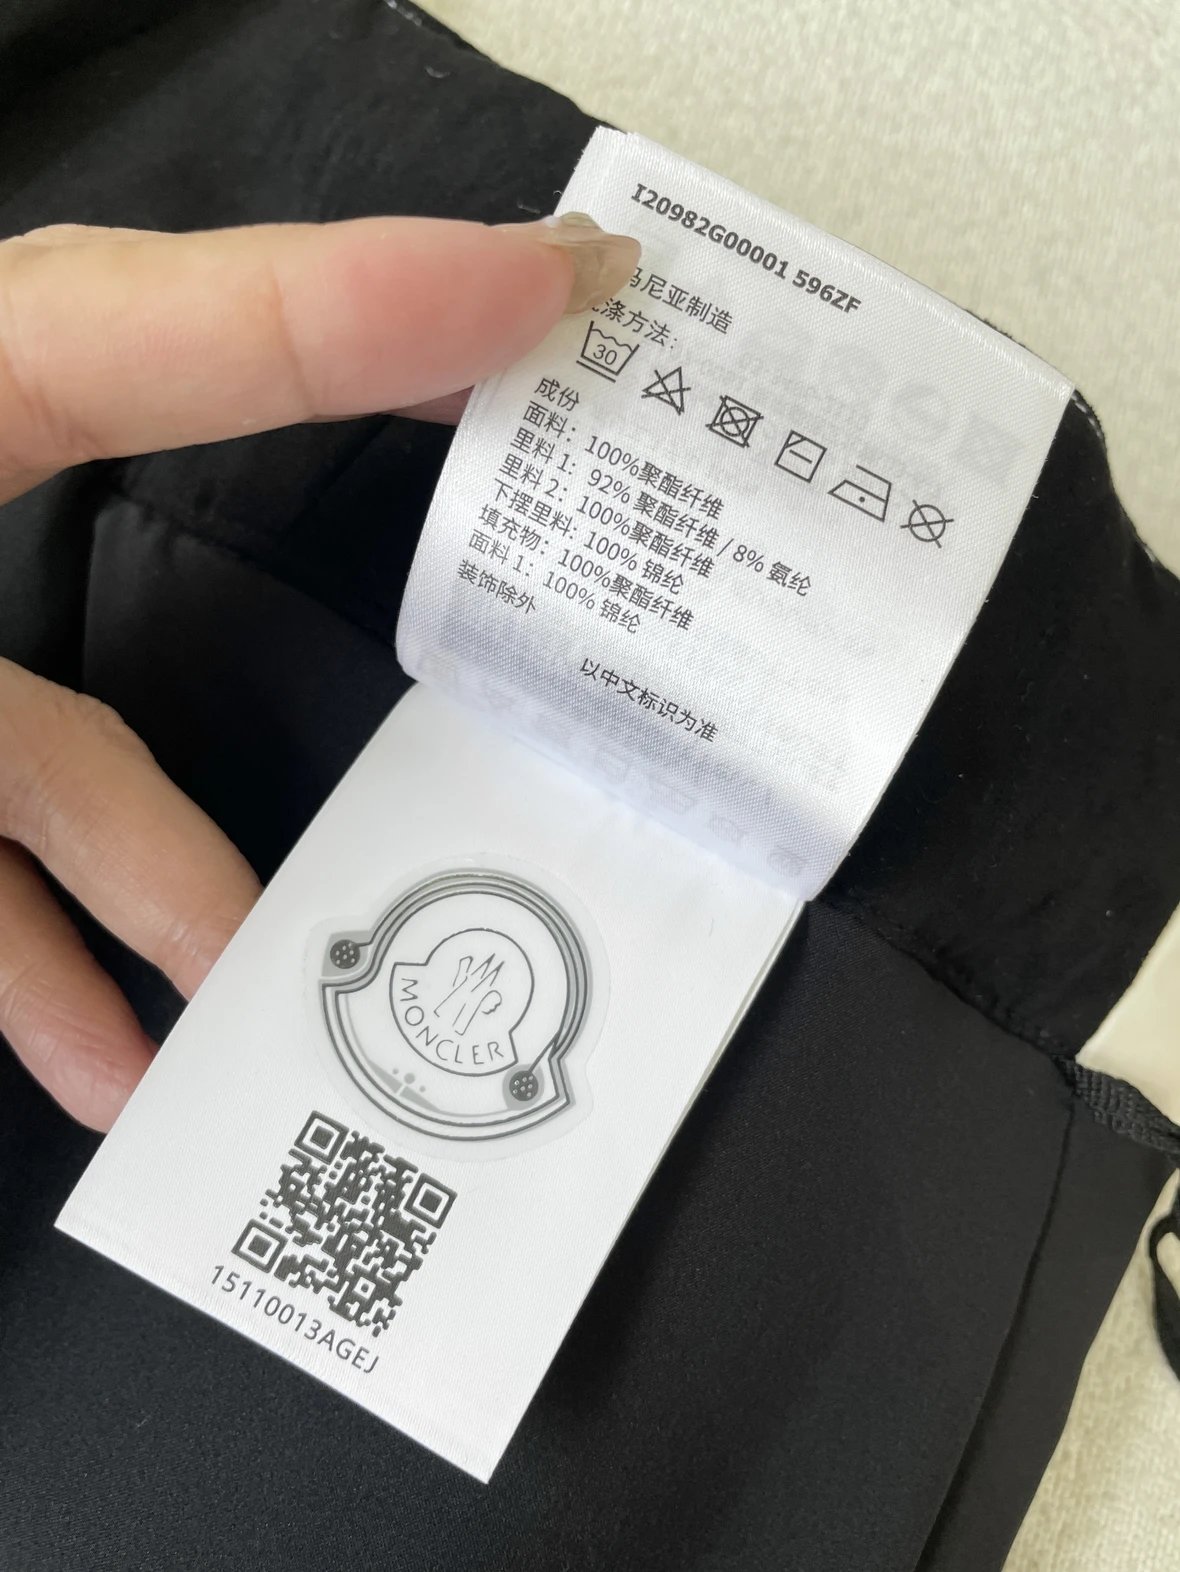 I20982G00001 596ZF
马尼亚制造
涤方法：
30
成份
面料：100%聚酯纤维
里料 1：92% 聚酯纤维 / 8% 氨纶
里料 2：100%聚酯纤维
下摆里料：100% 锦纶
填充物：100%聚酯纤维
面料 1：100% 锦纶
装饰除外
以中文标识为准
MONCLER
15110013AGEJ